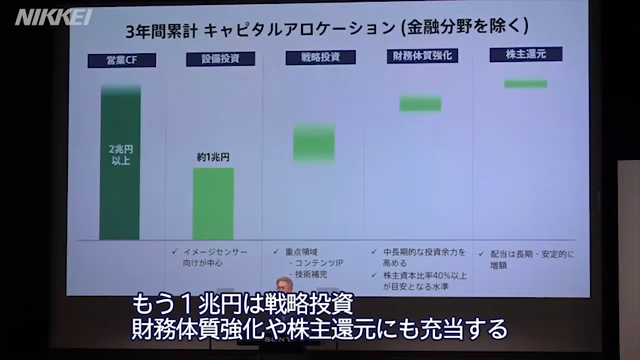 NIKKEI
3年間累計 キャピタルアロケーション (金融分野を除く)
営業CF
設備投資
戦略投資
財務体質強化
株主還元
2兆円
以上
約1兆円
✓ イメージセンサー
向けが中心
✓ 重点領域
- コンテンツIP
- 技術補完
✓ 中長期的な投資余力を
高める
✓ 株主資本比率40%以上が
目安となる水準
✓ 配当は長期・安定的に
増額
もう1兆円は戦略投資
財務体質強化や株主還元にも充当する
SONY